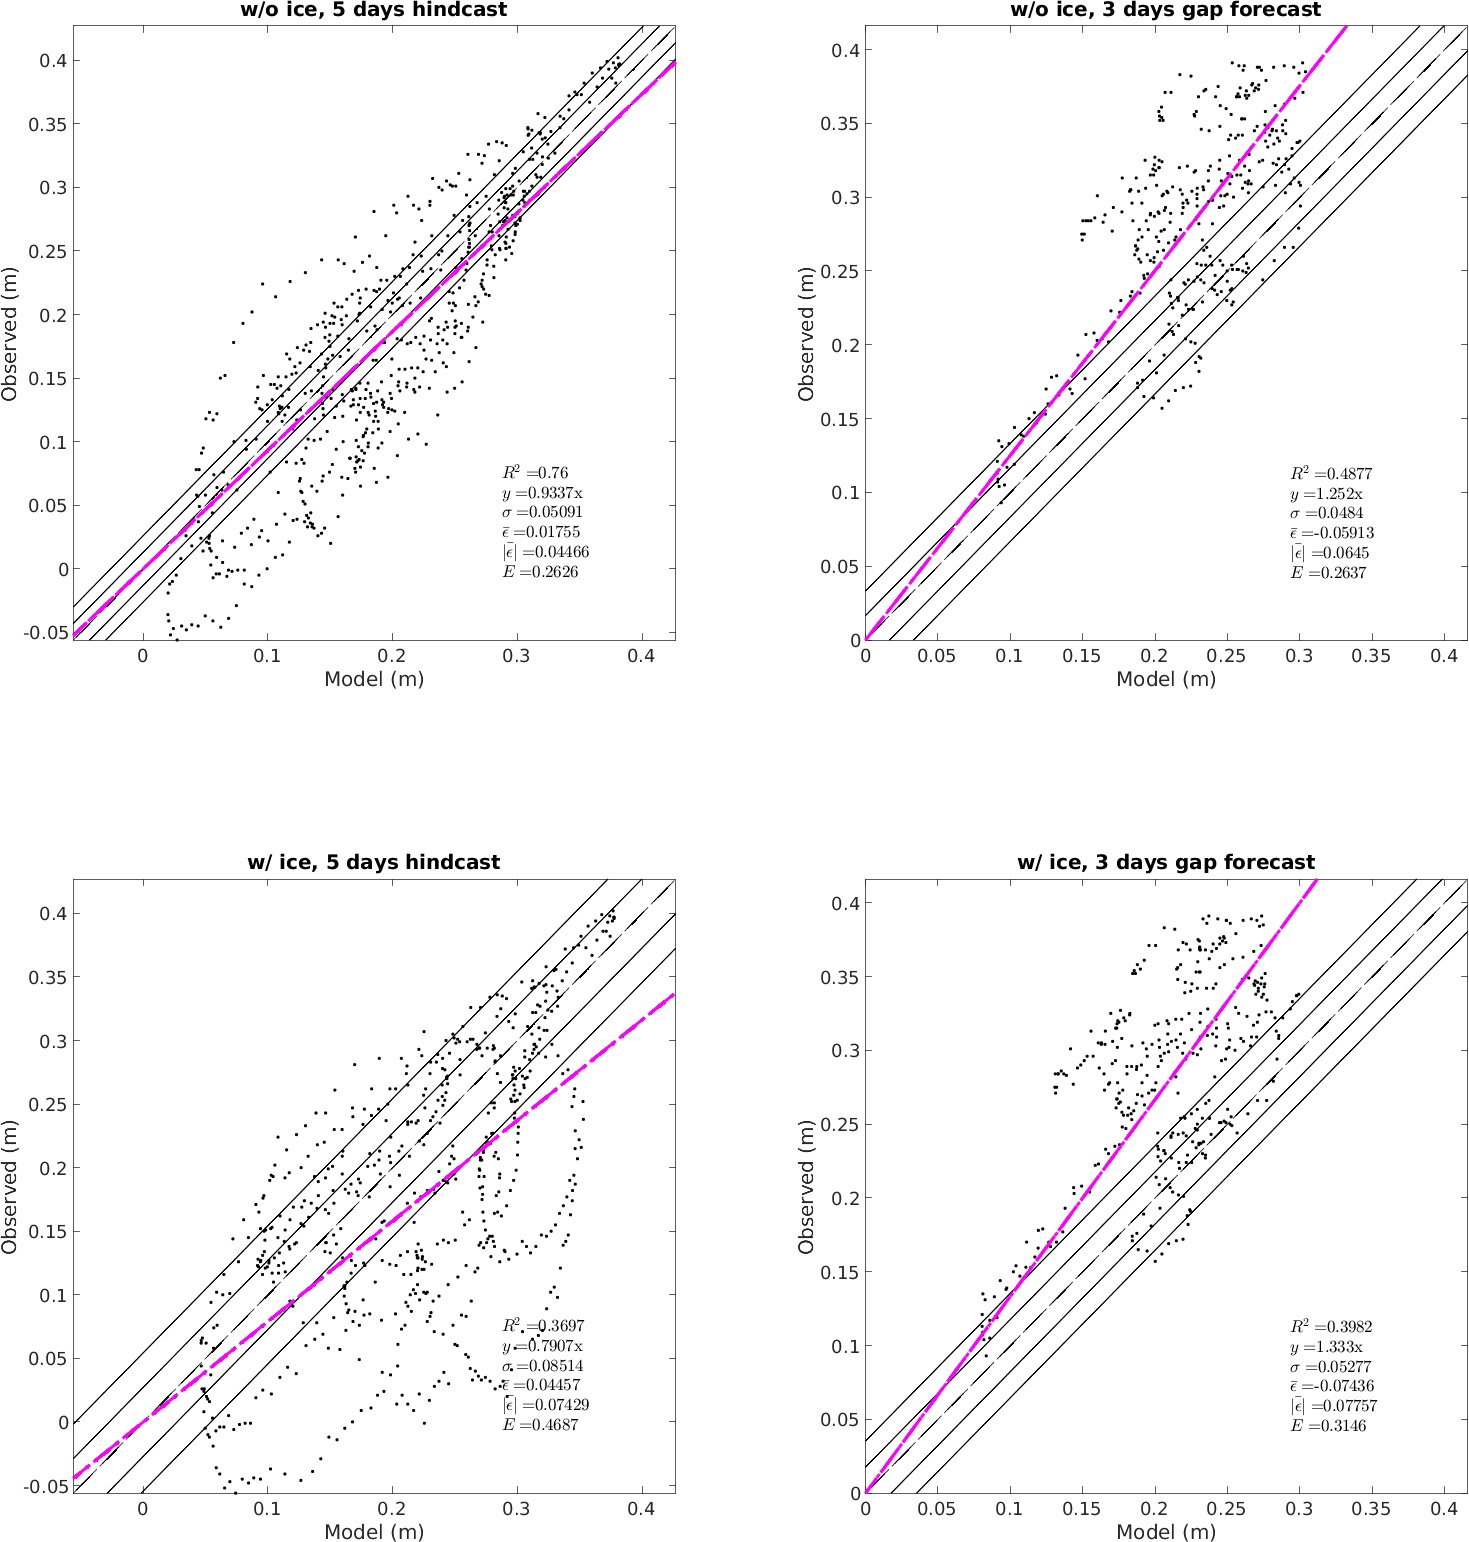 w/o ice, 5 days hindcast
0.4
0.35
0.3
0.25
0.2
0.15
0.1
0.05
0
-0.05
Observed (m)
R² =0.76
y =0.9337x
σ =0.05091
ϵ̄ =0.01755
|ϵ̄| =0.04466
E =0.2626
0
0.1
0.2
0.3
0.4
Model (m)
w/o ice, 3 days gap forecast
0.4
0.35
0.3
0.25
0.2
0.15
0.1
0.05
0
Observed (m)
R² =0.4877
y =1.252x
σ =0.0484
ϵ̄ =-0.05913
|ϵ̄| =0.0645
E =0.2637
0
0.05
0.1
0.15
0.2
0.25
0.3
0.35
0.4
Model (m)
w/ ice, 5 days hindcast
0.4
0.35
0.3
0.25
0.2
0.15
0.1
0.05
0
-0.05
Observed (m)
R² =0.3697
y =0.7907x
σ =0.08514
ϵ̄ =0.04457
|ϵ̄| =0.07429
E =0.4687
0
0.1
0.2
0.3
0.4
Model (m)
w/ ice, 3 days gap forecast
0.4
0.35
0.3
0.25
0.2
0.15
0.1
0.05
0
Observed (m)
R² =0.3982
y =1.333x
σ =0.05277
ϵ̄ =-0.07436
|ϵ̄| =0.07757
E =0.3146
0
0.05
0.1
0.15
0.2
0.25
0.3
0.35
0.4
Model (m)